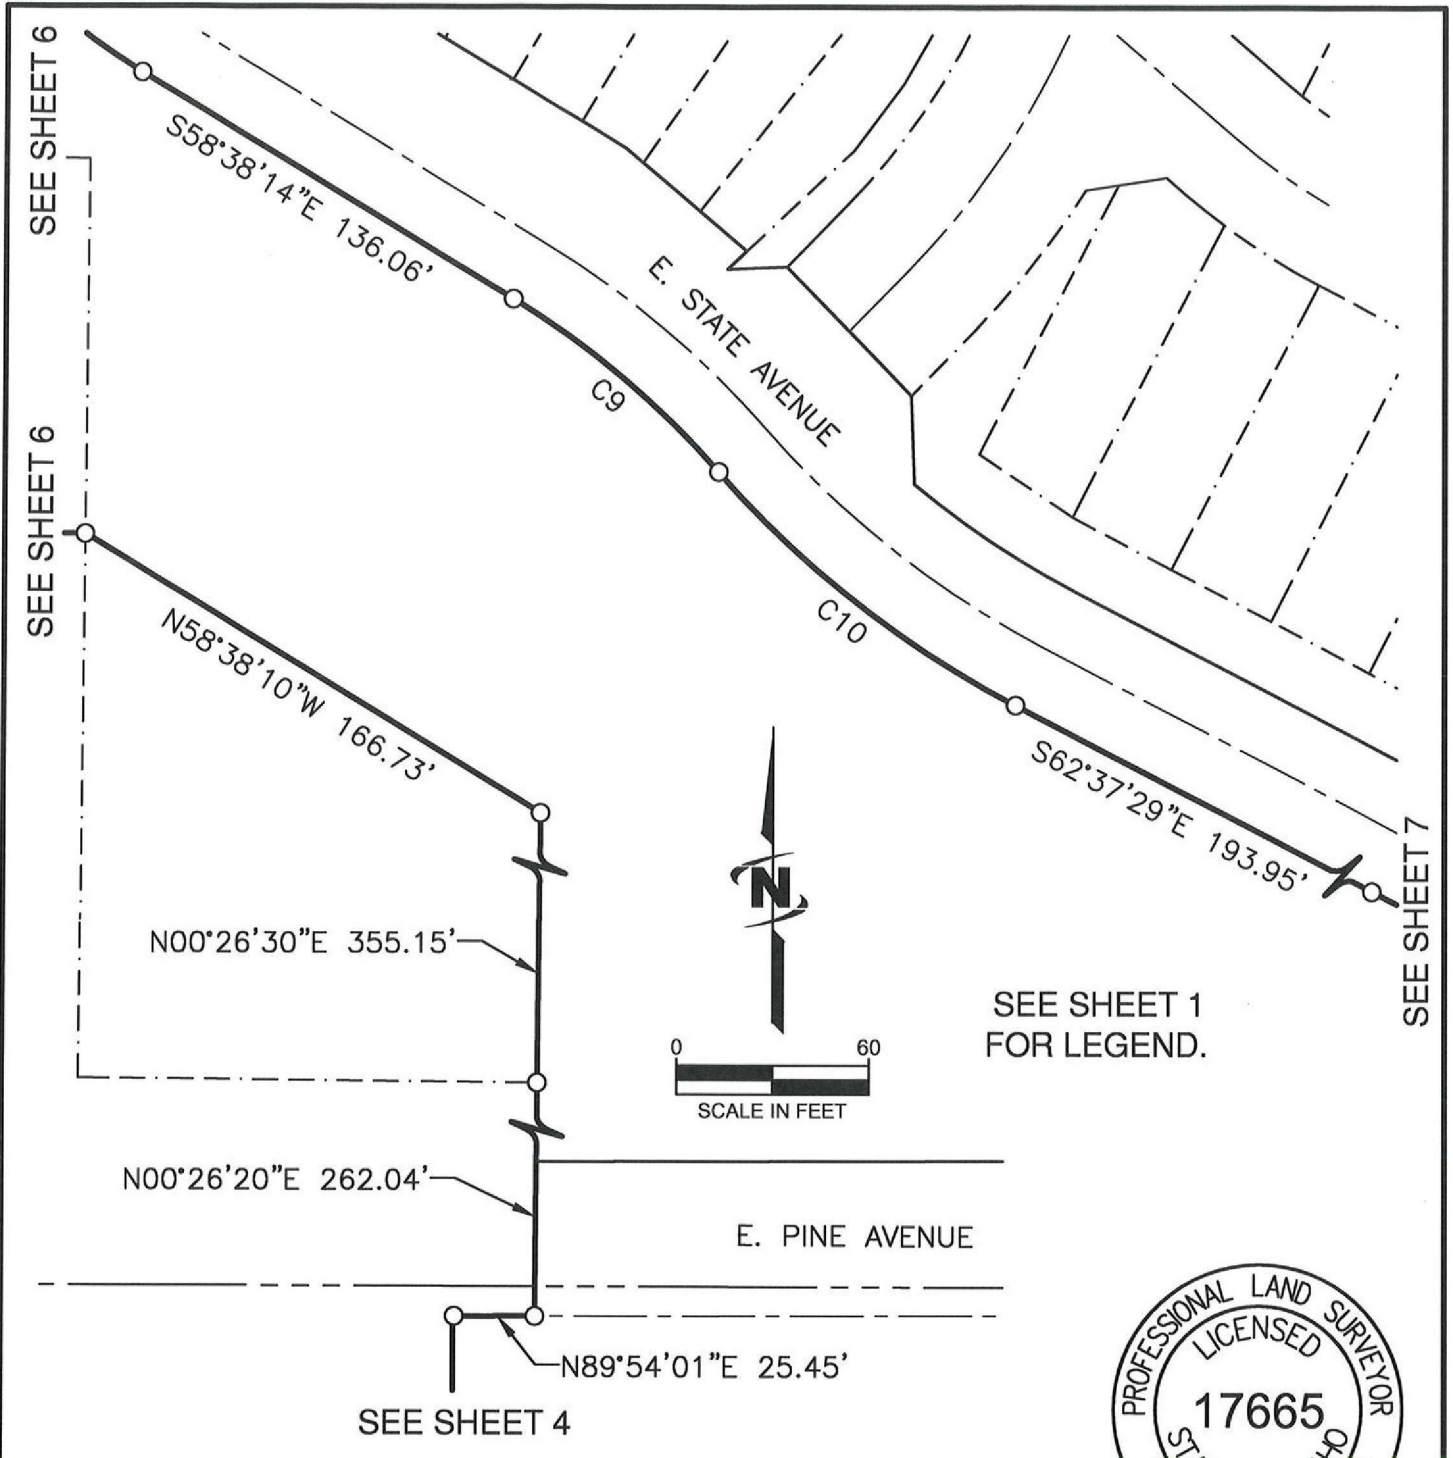 SEE SHEET 6
S58°38'14"E 136.06'
E. STATE AVENUE
C9
SEE SHEET 6
N58°38'10"W 166.73'
C10
S62°37'29"E 193.95'
SEE SHEET 7
N
N00°26'30"E 355.15'
SEE SHEET 1
FOR LEGEND.
0 60
SCALE IN FEET
N00°26'20"E 262.04'
E. PINE AVENUE
N89°54'01"E 25.45'
SEE SHEET 4
PROFESSIONAL LAND SURVEYOR
LICENSED
17665